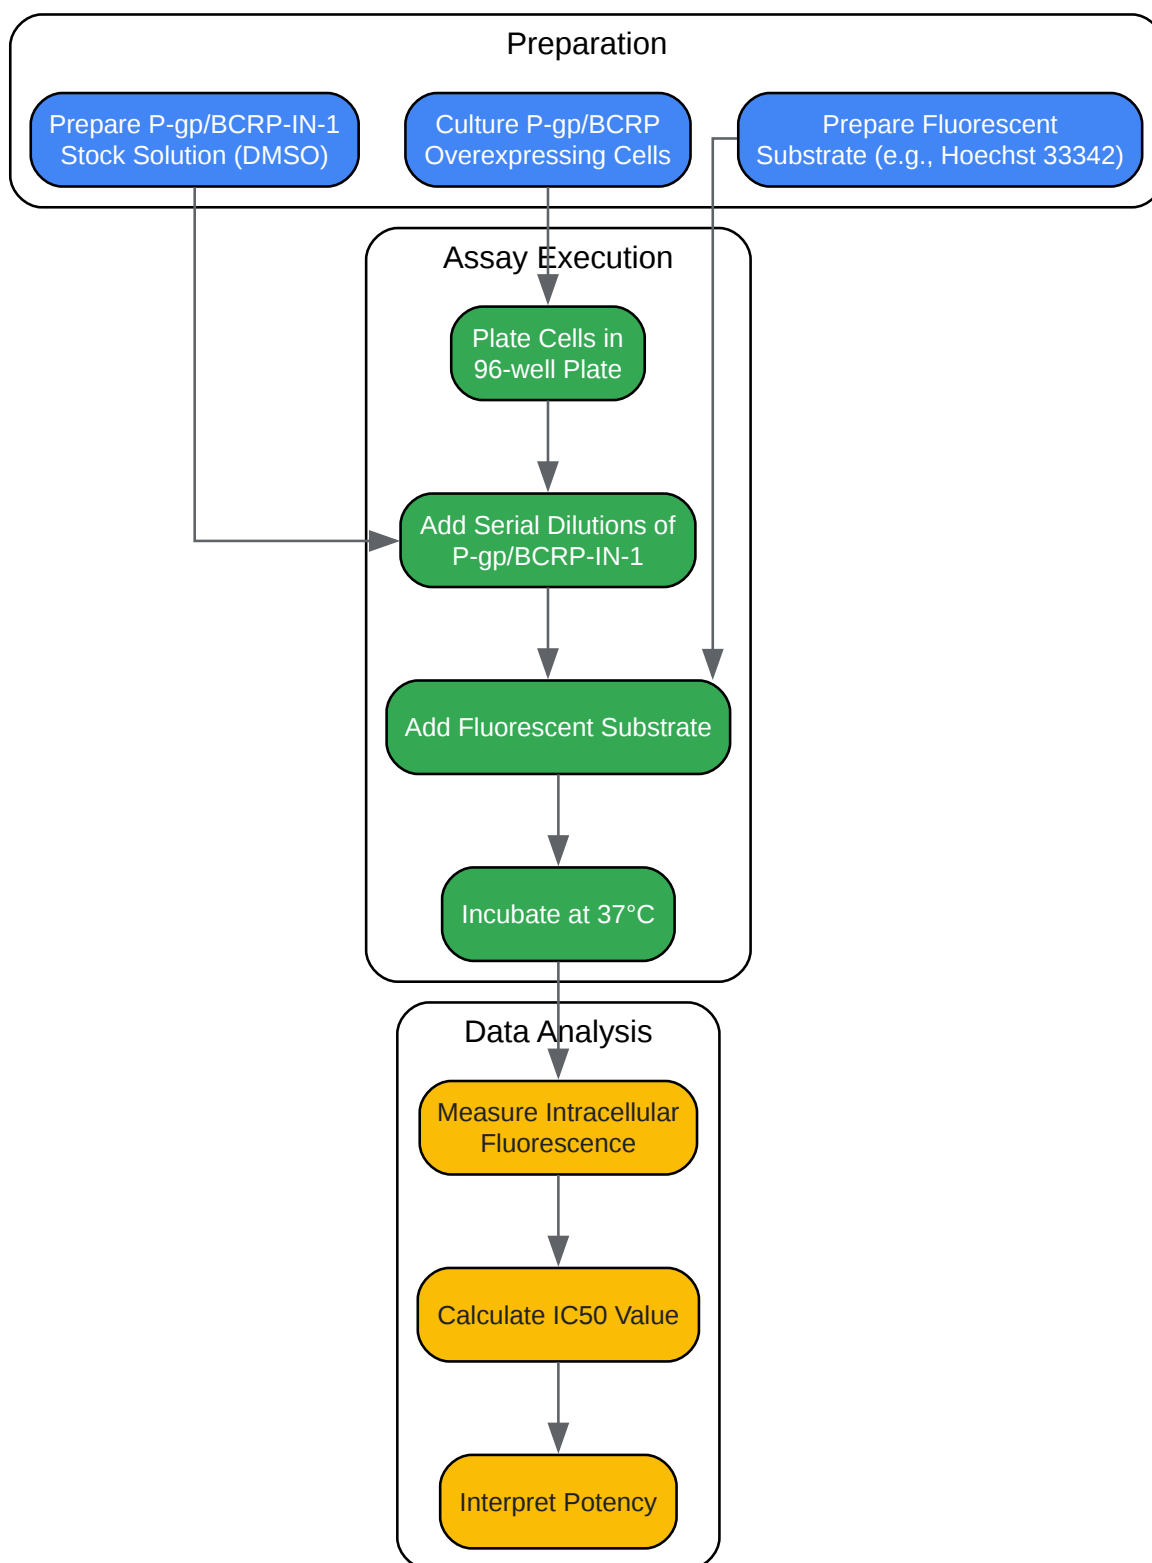 Preparation
Prepare P-gp/BCRP-IN-1
Stock Solution (DMSO)
Culture P-gp/BCRP
Overexpressing Cells
Prepare Fluorescent
Substrate (e.g., Hoechst 33342)
Assay Execution
Plate Cells in
96-well Plate
Add Serial Dilutions of
P-gp/BCRP-IN-1
Add Fluorescent Substrate
Incubate at 37°C
Data Analysis
Measure Intracellular
Fluorescence
Calculate IC50 Value
Interpret Potency